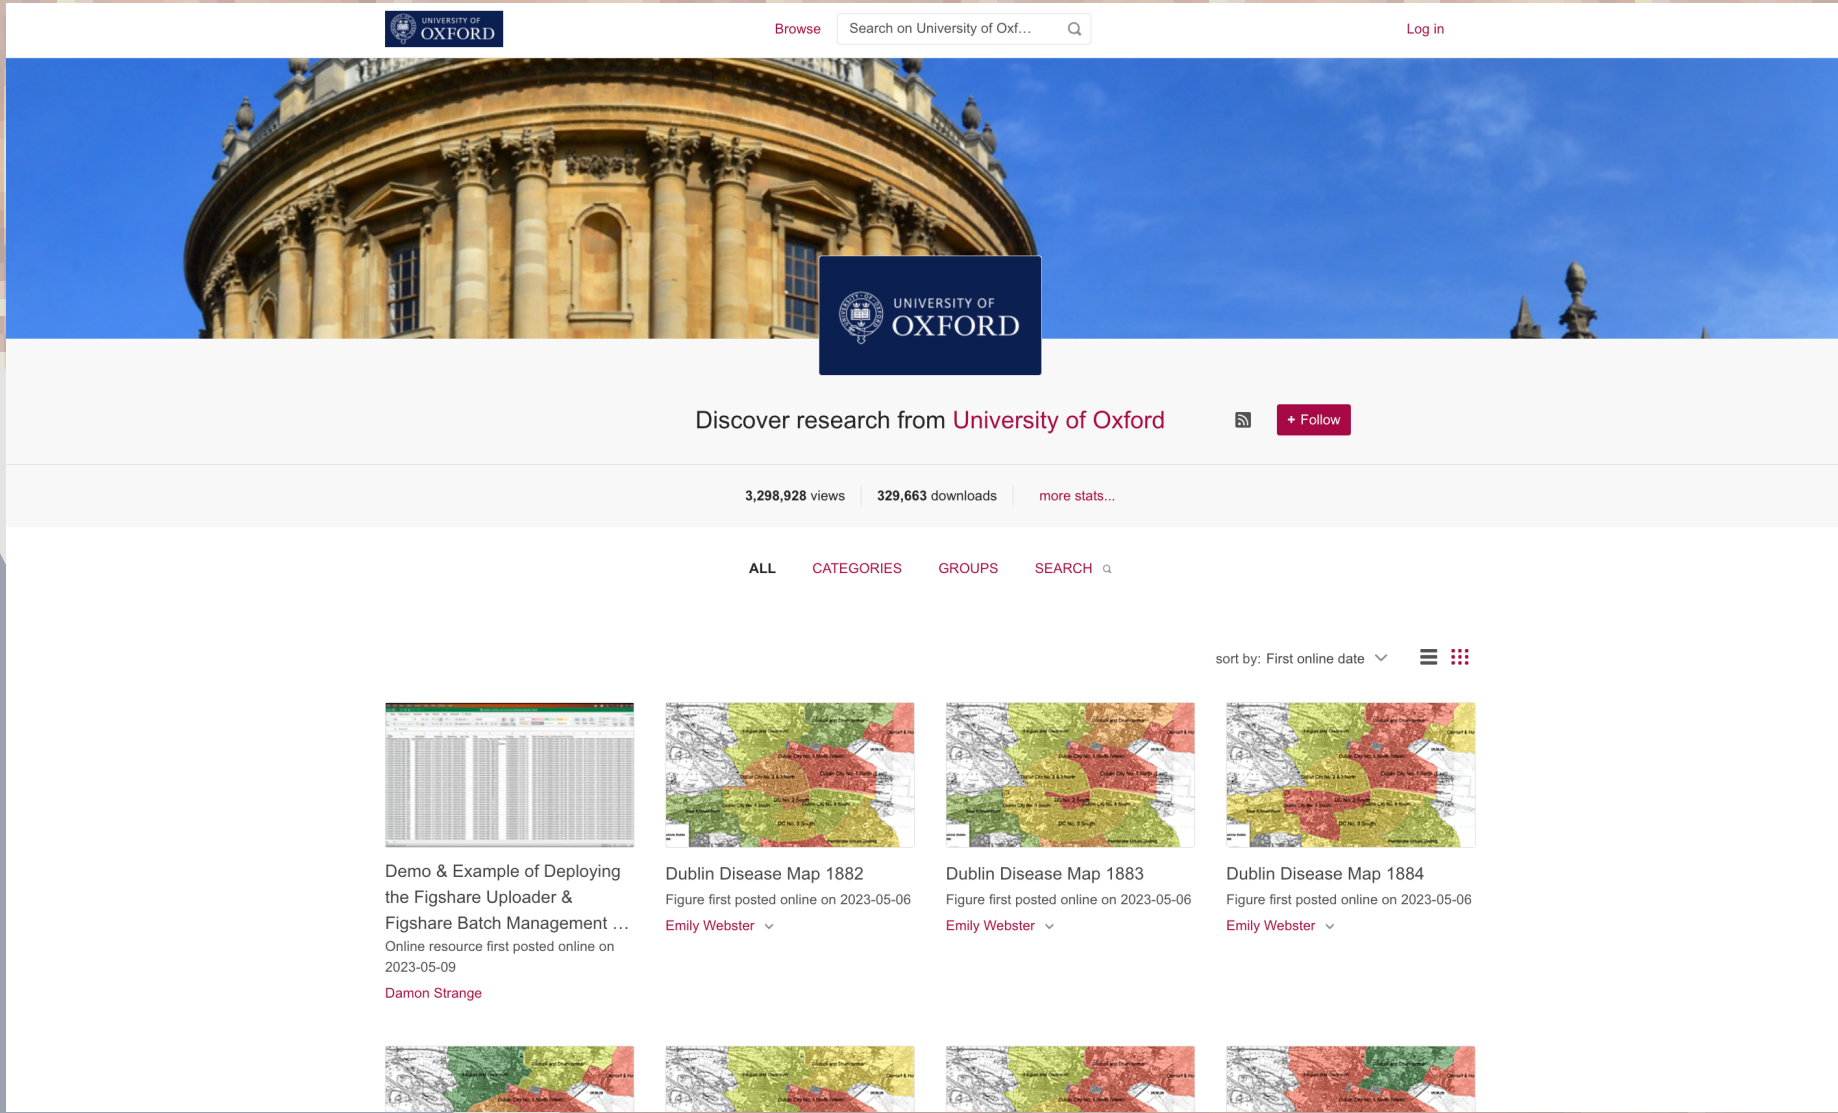 UNIVERSITY OF
OXFORD
Browse
Search on University of Oxf...
Log in
UNIVERSITY OF
OXFORD
Discover research from University of Oxford
+ Follow
3,298,928 views
329,663 downloads
more stats...
ALL
CATEGORIES
GROUPS
SEARCH
sort by: First online date
Demo & Example of Deploying
the Figshare Uploader &
Figshare Batch Management ...
Online resource first posted online on
2023-05-09
Damon Strange
Dublin Disease Map 1882
Figure first posted online on 2023-05-06
Emily Webster
Dublin Disease Map 1883
Figure first posted online on 2023-05-06
Emily Webster
Dublin Disease Map 1884
Figure first posted online on 2023-05-06
Emily Webster